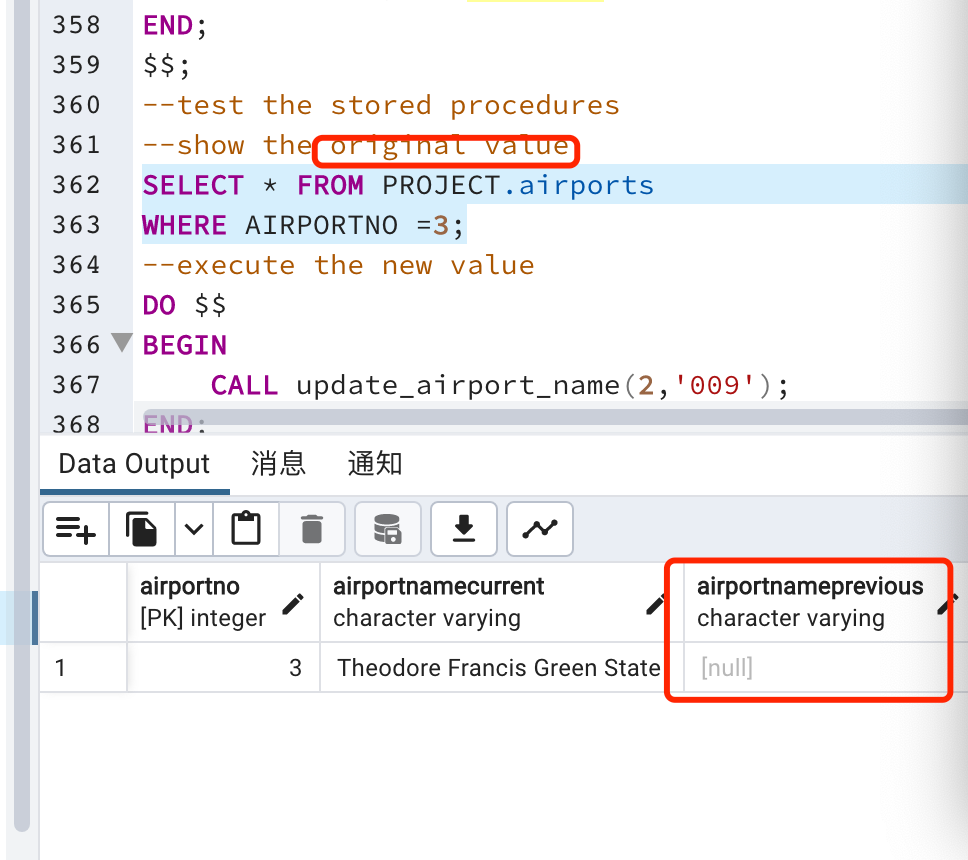 358 END;
359 $$;
360 --test the stored procedures
361 --show the original value
362 SELECT * FROM PROJECT.airports
363 WHERE AIRPORTNO =3;
364 --execute the new value
365 DO $$
366 BEGIN
367 CALL update_airport_name(2,'009');
368 END;
Data Output 消息 通知
airportno airportnamecurrent airportnameprevious
[PK] integer character varying character varying
1 3 Theodore Francis Green State [null]